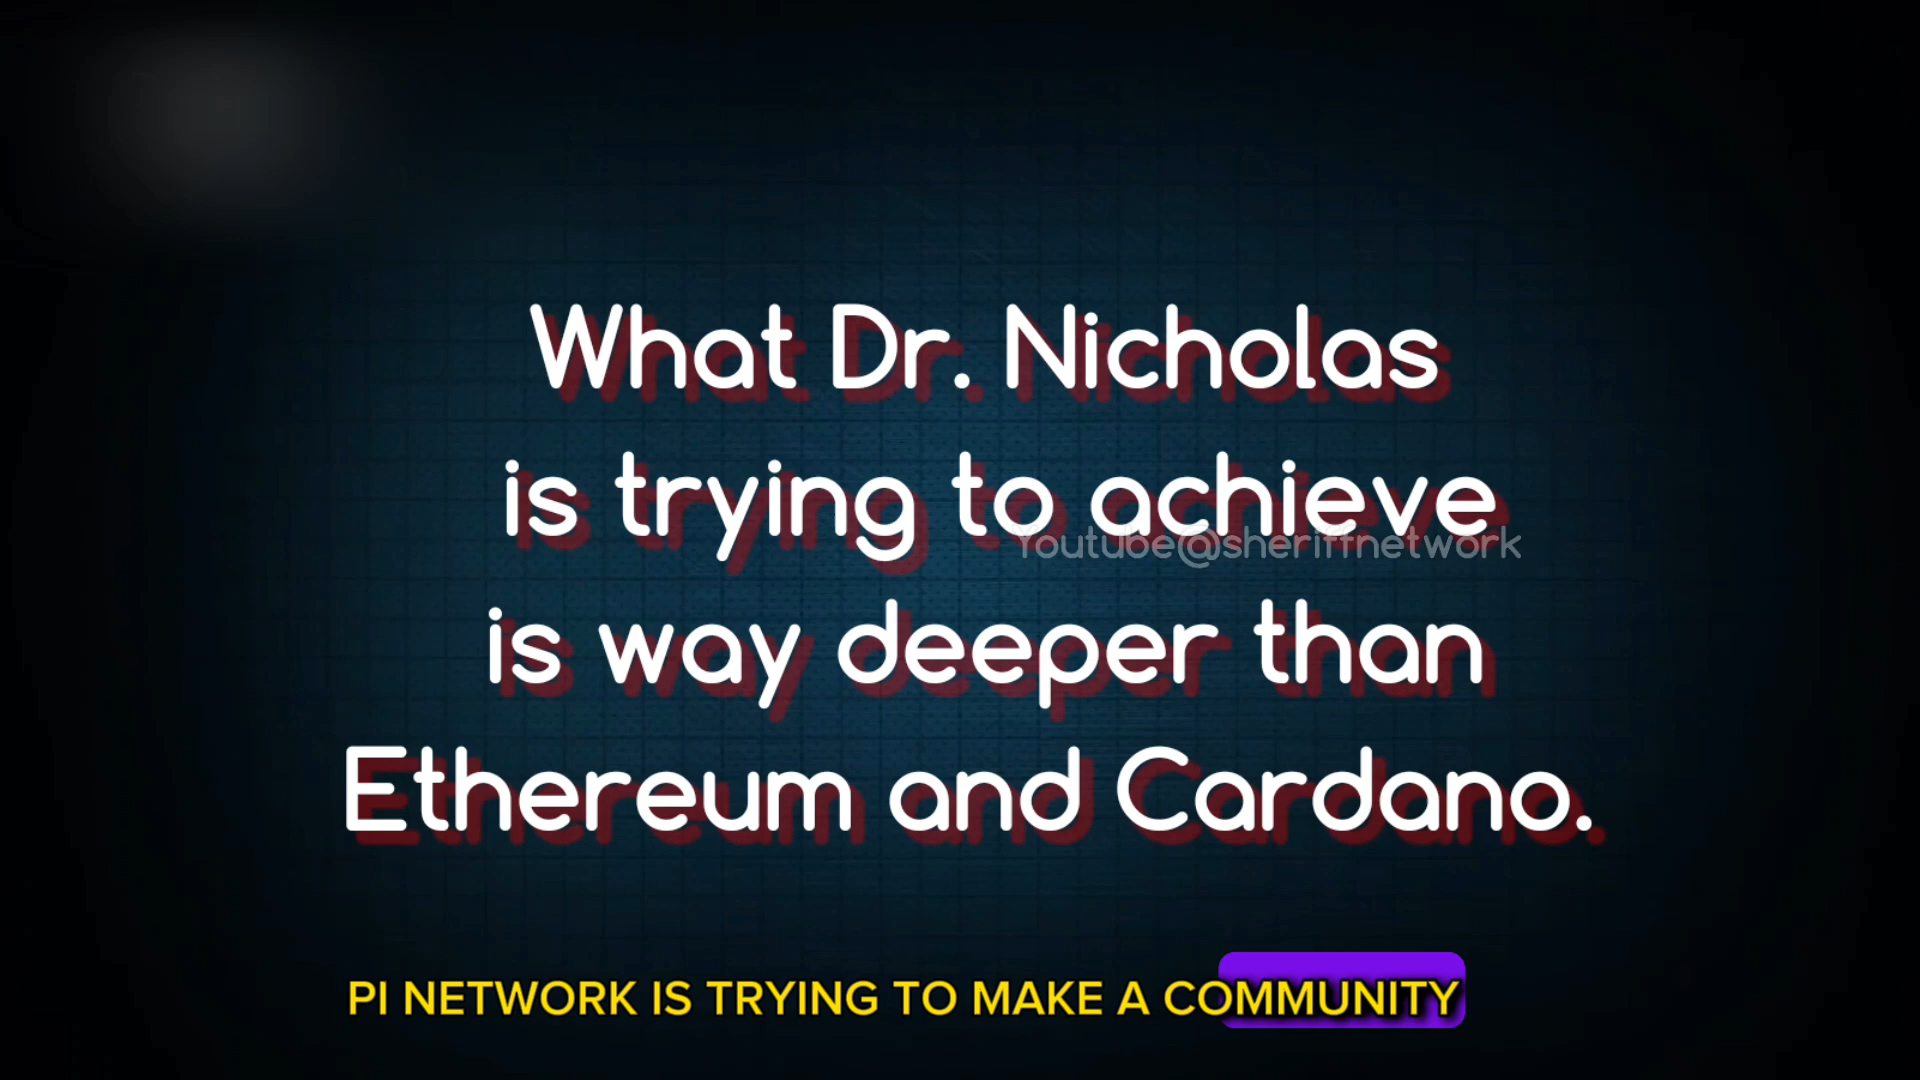 What Dr. Nicholas
is trying to achieve
Youtube@sheriffnetwork
is way deeper than
Ethereum and Cardano.
PI NETWORK IS TRYING TO MAKE A COMMUNITY